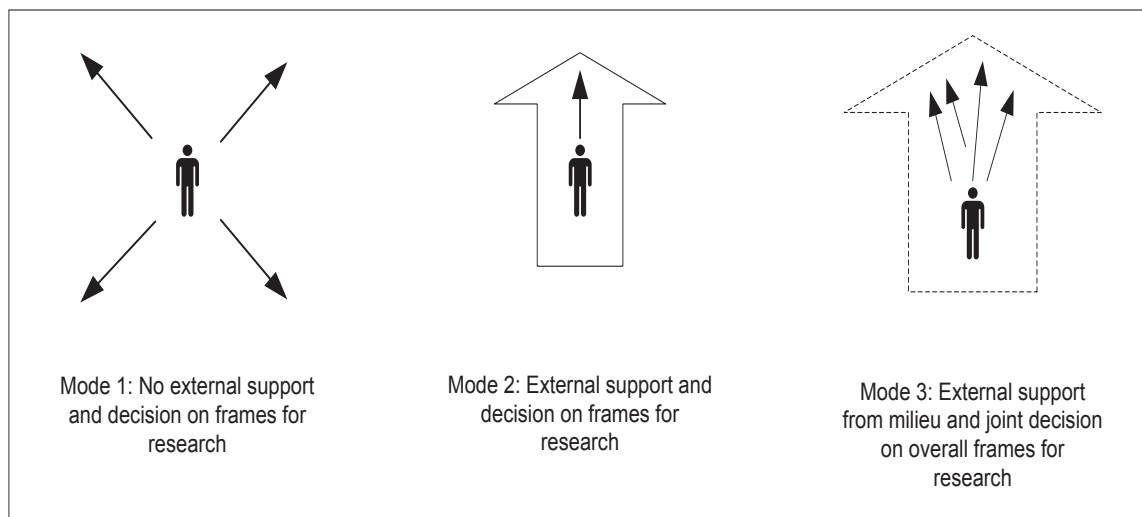 Mode 1: No external support
and decision on frames for
research
Mode 2: External support and
decision on frames for
research
Mode 3: External support
from milieu and joint decision
on overall frames for
research